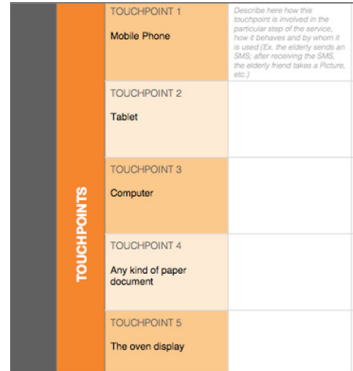 TOUCHPOINTS
TOUCHPOINT 1
Mobile Phone
Describe here how this
touchpoint is involved in the
particular step of the service,
how it behaves and by whom it
is used (Ex. the elderly sends an
SMS; after receiving the SMS,
the elderly friend takes a Picture,
etc.)
TOUCHPOINT 2
Tablet
TOUCHPOINT 3
Computer
TOUCHPOINT 4
Any kind of paper
document
TOUCHPOINT 5
The oven display